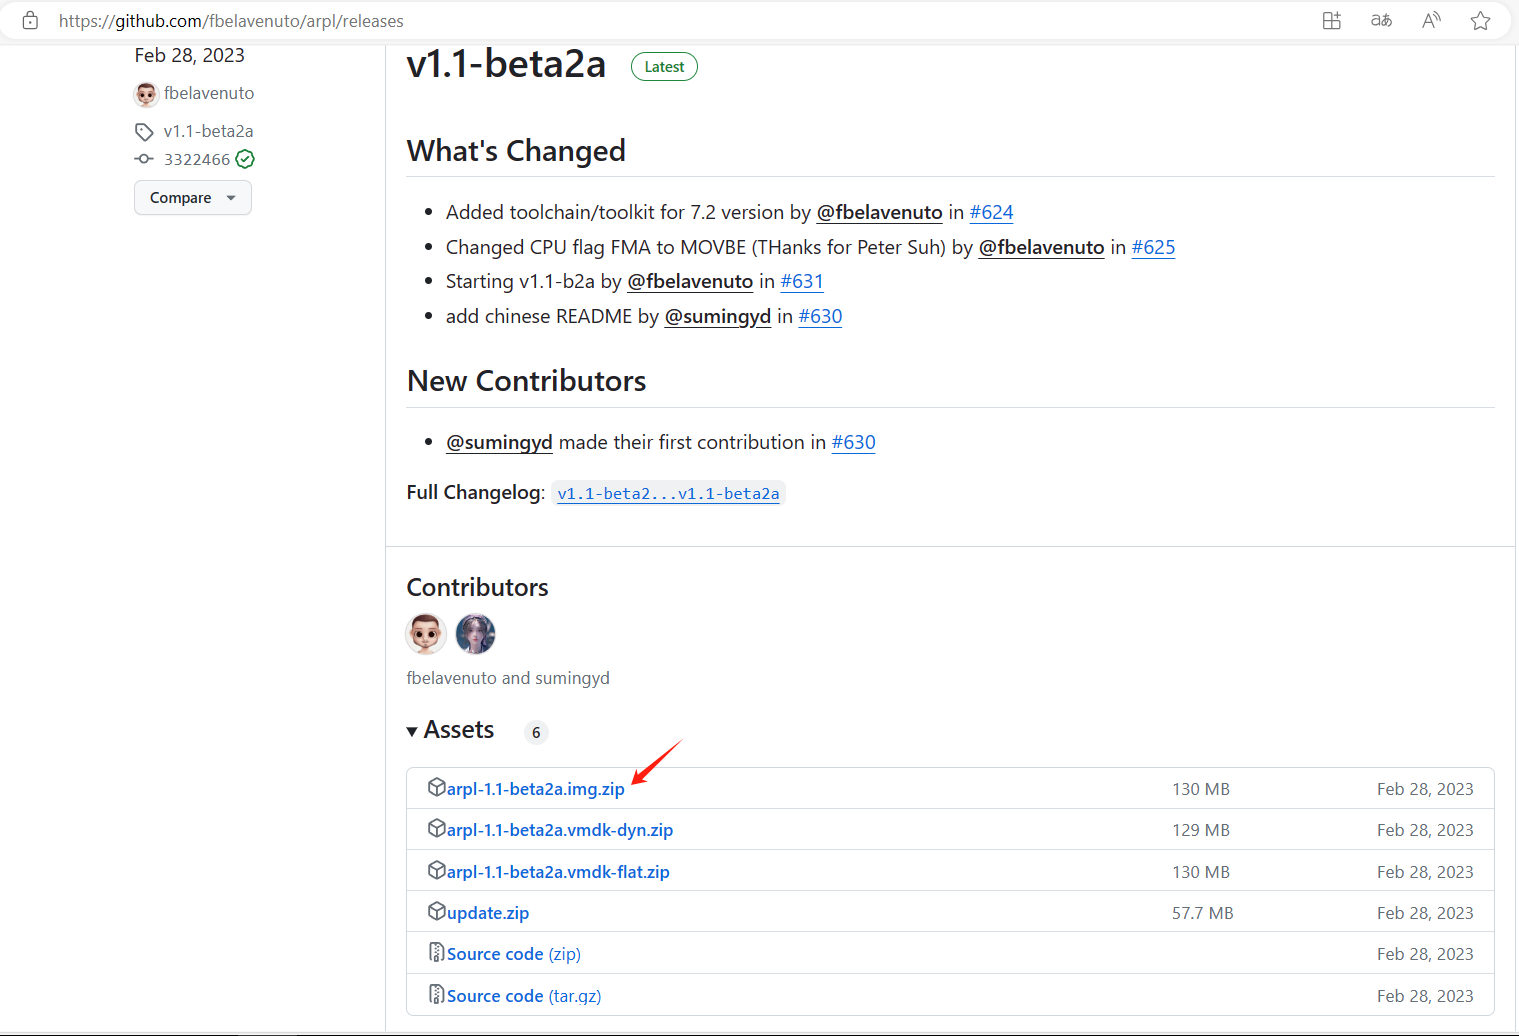 https://github.com/fbelavenuto/arpl/releases
aあ
A
Feb 28, 2023
fbelavenuto
v1.1-beta2a
3322466
Compare
v1.1-beta2a Latest
What's Changed
Added toolchain/toolkit for 7.2 version by @fbelavenuto in #624
Changed CPU flag FMA to MOVBE (THanks for Peter Suh) by @fbelavenuto in #625
Starting v1.1-b2a by @fbelavenuto in #631
add chinese README by @sumingyd in #630
New Contributors
@sumingyd made their first contribution in #630
Full Changelog: v1.1-beta2...v1.1-beta2a
Contributors
fbelavenuto and sumingyd
Assets 6
arpl-1.1-beta2a.img.zip 130 MB Feb 28, 2023
arpl-1.1-beta2a.vmdk-dyn.zip 129 MB Feb 28, 2023
arpl-1.1-beta2a.vmdk-flat.zip 130 MB Feb 28, 2023
update.zip 57.7 MB Feb 28, 2023
Source code (zip) Feb 28, 2023
Source code (tar.gz) Feb 28, 2023